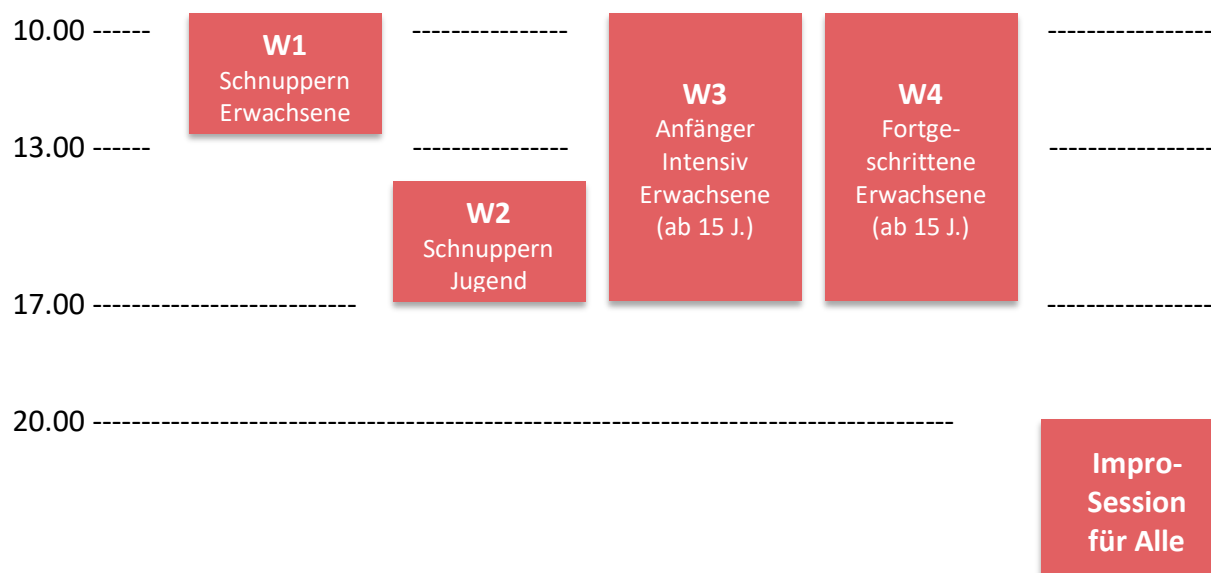 10.00 ------
W1
Schnuppern
Erwachsene
13.00 ------
W2
Schnuppern
Jugend
W3
Anfänger
Intensiv
Erwachsene
(ab 15 J.)
W4
Fortge-
schrittene
Erwachsene
(ab 15 J.)
17.00 ---------------------------
20.00 ----------------------------------------------------------------------------------------
Impro-
Session
für Alle